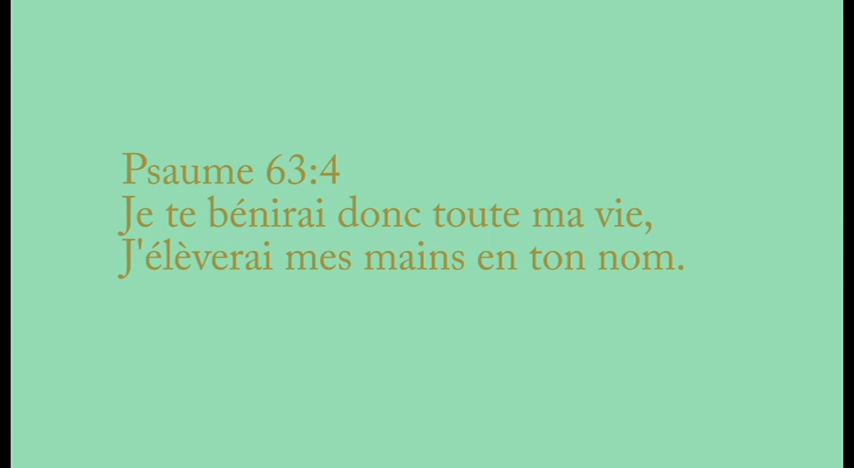 Psaume 63:4
Je te bénirai donc toute ma vie,
J'élèverai mes mains en ton nom.